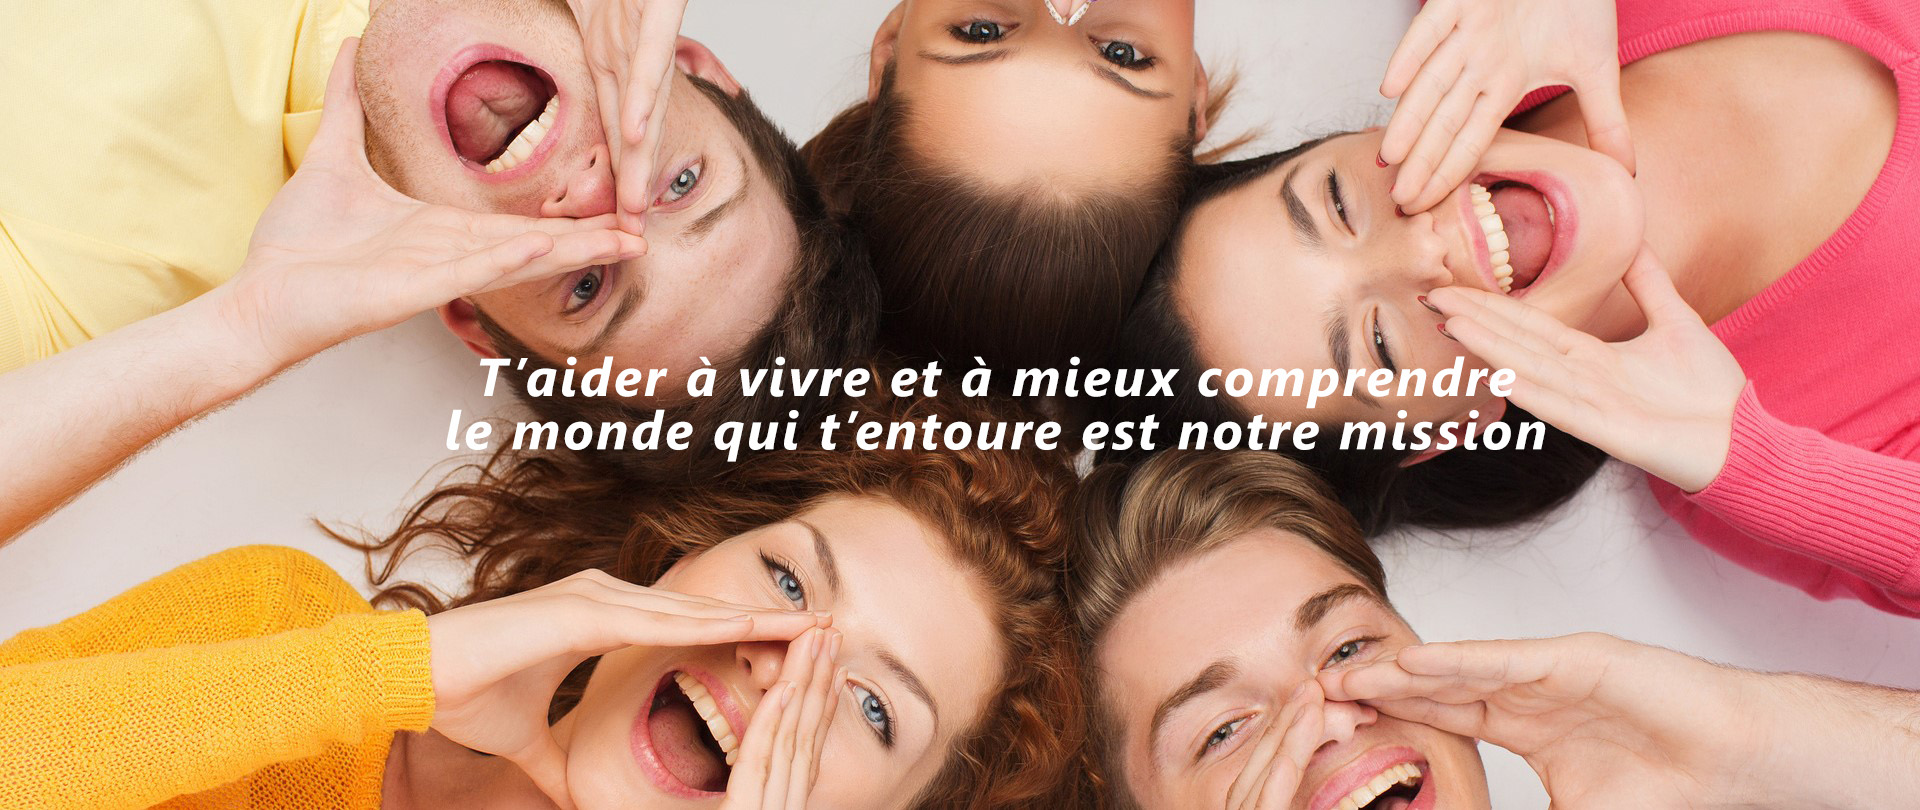 T’aider à vivre et à mieux comprendre
le monde qui t’entoure est notre mission